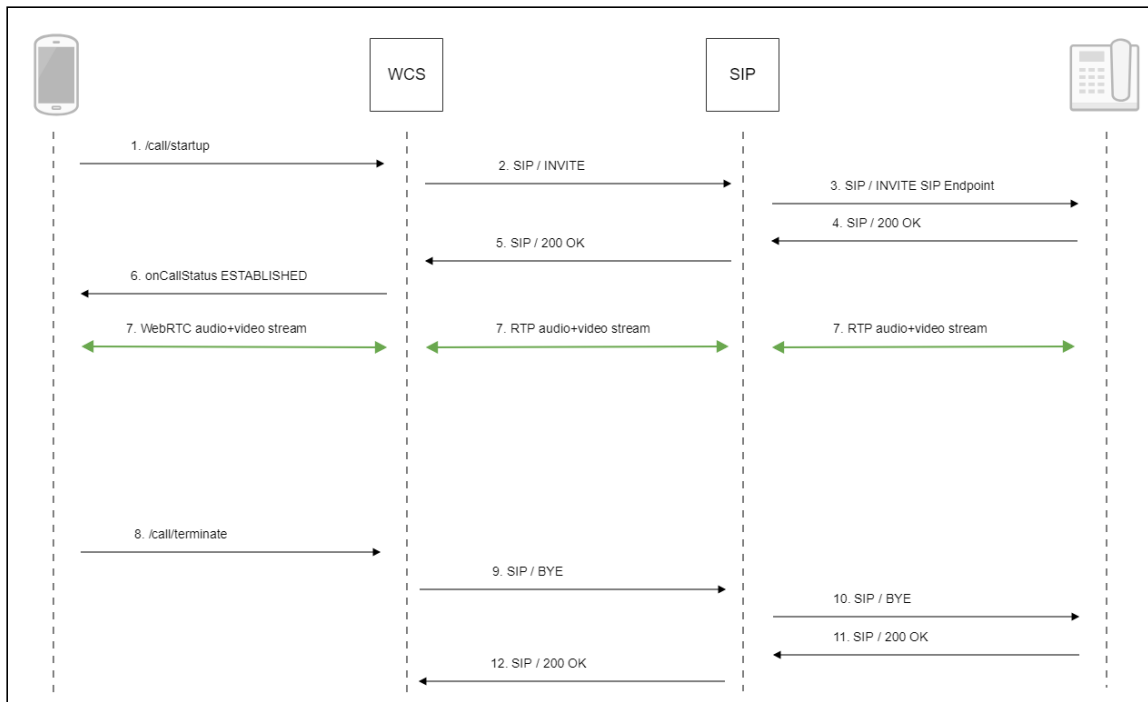 WCS
SIP
1. /call/startup
2. SIP / INVITE
3. SIP / INVITE SIP Endpoint
4. SIP / 200 OK
5. SIP / 200 OK
6. onCallStatus ESTABLISHED
7. WebRTC audio+video stream
7. RTP audio+video stream
7. RTP audio+video stream
8. /call/terminate
9. SIP / BYE
10. SIP / BYE
11. SIP / 200 OK
12. SIP / 200 OK